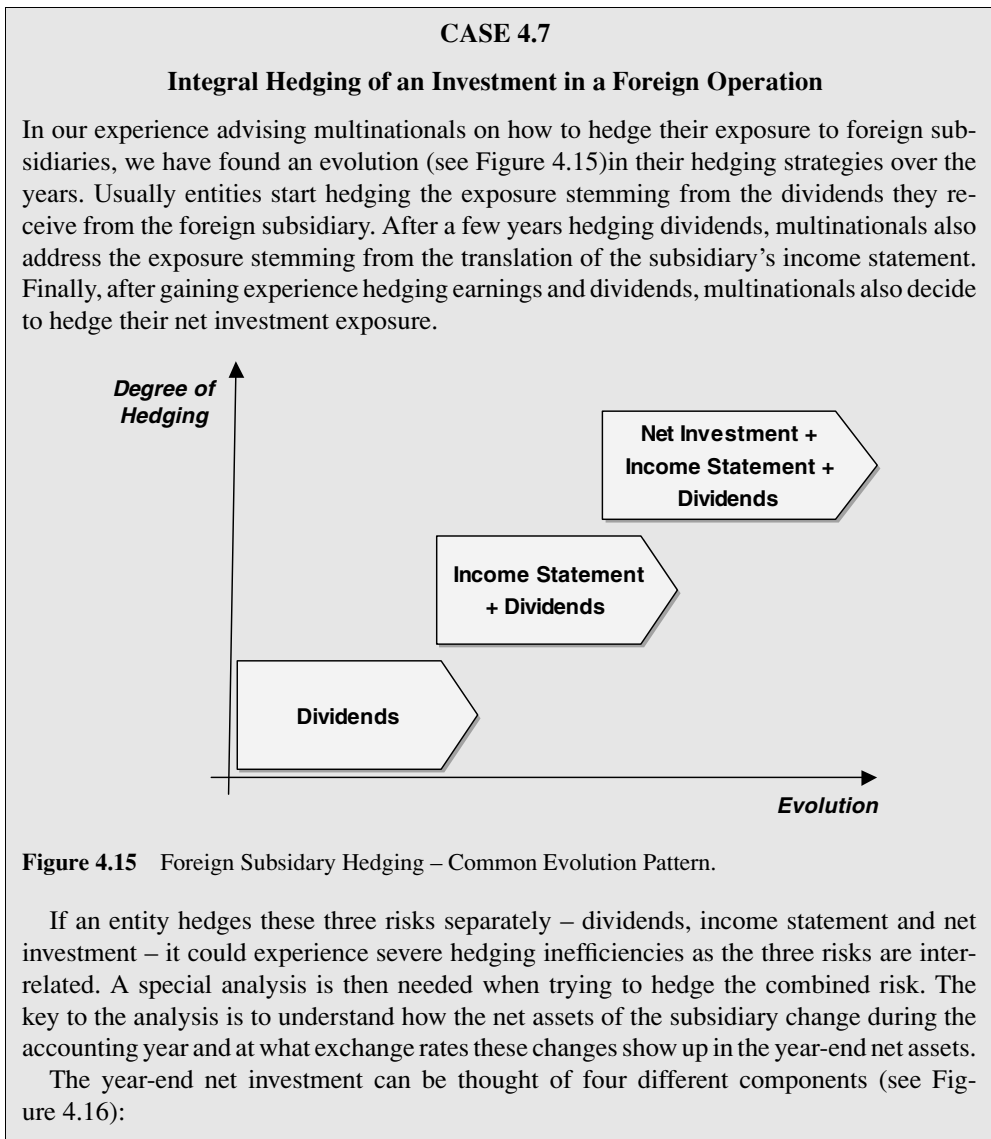 CASE 4.7
Integral Hedging of an Investment in a Foreign Operation
In our experience advising multinationals on how to hedge their exposure to foreign sub-
sidiaries, we have found an evolution (see Figure 4.15)in their hedging strategies over the
years. Usually entities start hedging the exposure stemming from the dividends they re-
ceive from the foreign subsidiary. After a few years hedging dividends, multinationals also
address the exposure stemming from the translation of the subsidiary's income statement.
Finally, after gaining experience hedging earnings and dividends, multinationals also decide
to hedge their net investment exposure.
Degree of
Hedging
Net Investment +
Income Statement +
Dividends
Income Statement
+ Dividends
Dividends
Evolution
Figure 4.15 Foreign Subsidary Hedging – Common Evolution Pattern.
If an entity hedges these three risks separately – dividends, income statement and net
investment – it could experience severe hedging inefficiencies as the three risks are inter-
related. A special analysis is then needed when trying to hedge the combined risk. The
key to the analysis is to understand how the net assets of the subsidiary change during the
accounting year and at what exchange rates these changes show up in the year-end net assets.
The year-end net investment can be thought of four different components (see Fig-
ure 4.16):